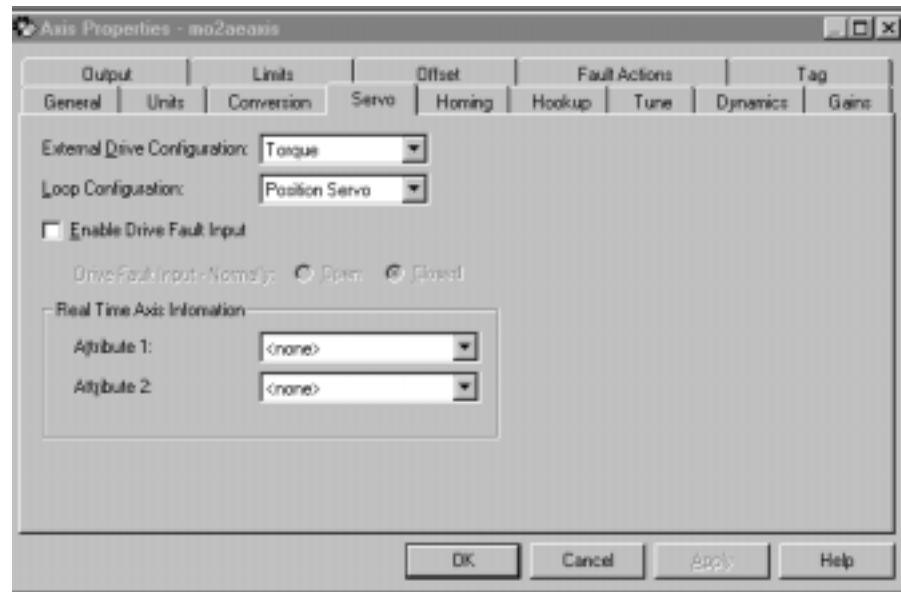 Axis Properties - mo2aeaxis
Output Limits Offset Fault Actions Tag
General Units Conversion Servo Homing Hookup Tune Dynamics Gains
External Drive Configuration: Torque
Loop Configuration: Position Servo
Enable Drive Fault Input
Drive Fault Input - Normally: Open Closed
Real Time Axis Infomation
Attribute 1: <none>
Attribute 2: <none>
OK Cancel Apply Help